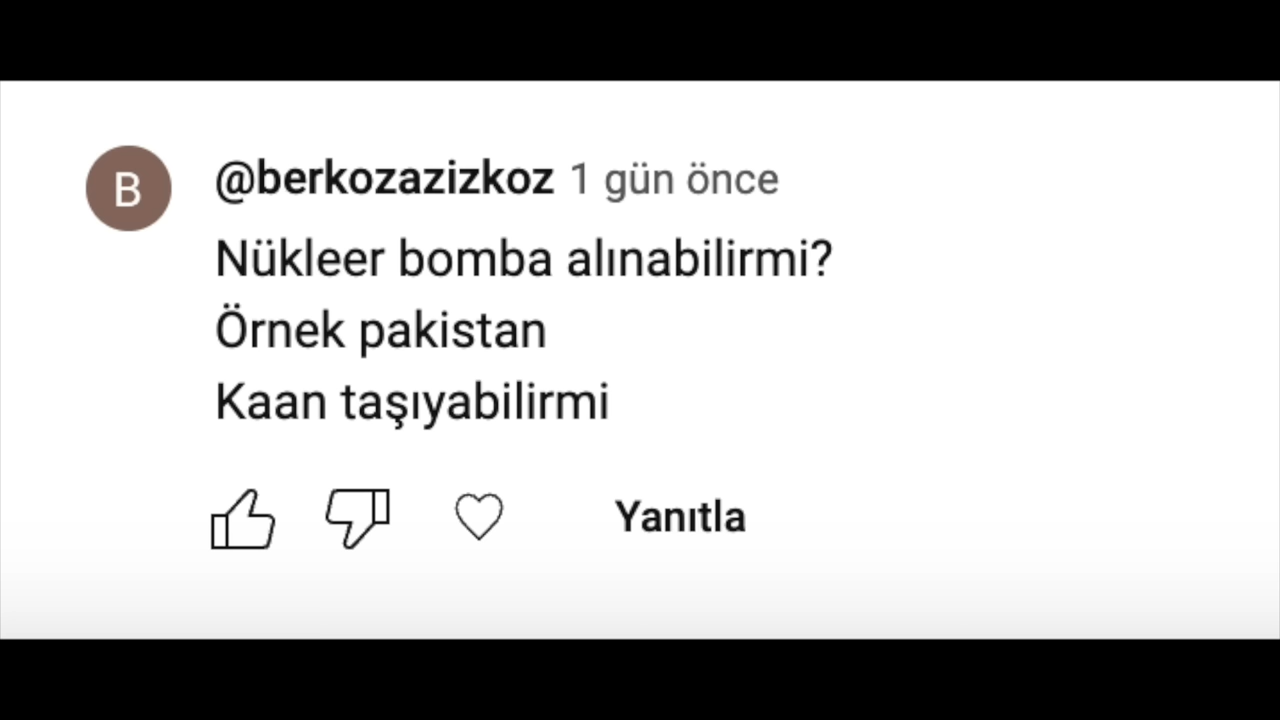 B
@berkozazizkoz 1 gün önce
Nükleer bomba alınabilirmi?
Örnek pakistan
Kaan taşıyabilirmi
Yanıtla